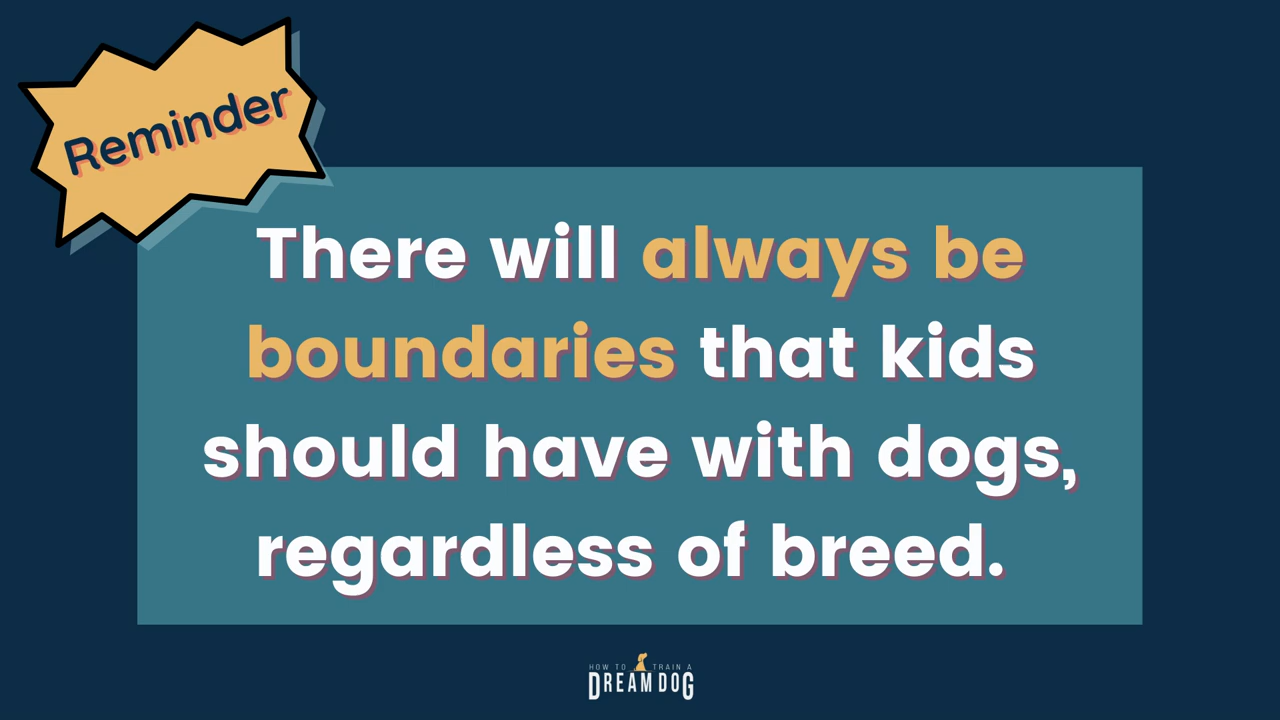 Reminder
There will always be
boundaries that kids
should have with dogs,
regardless of breed.
HOW TO TRAIN A
DREAM DOG